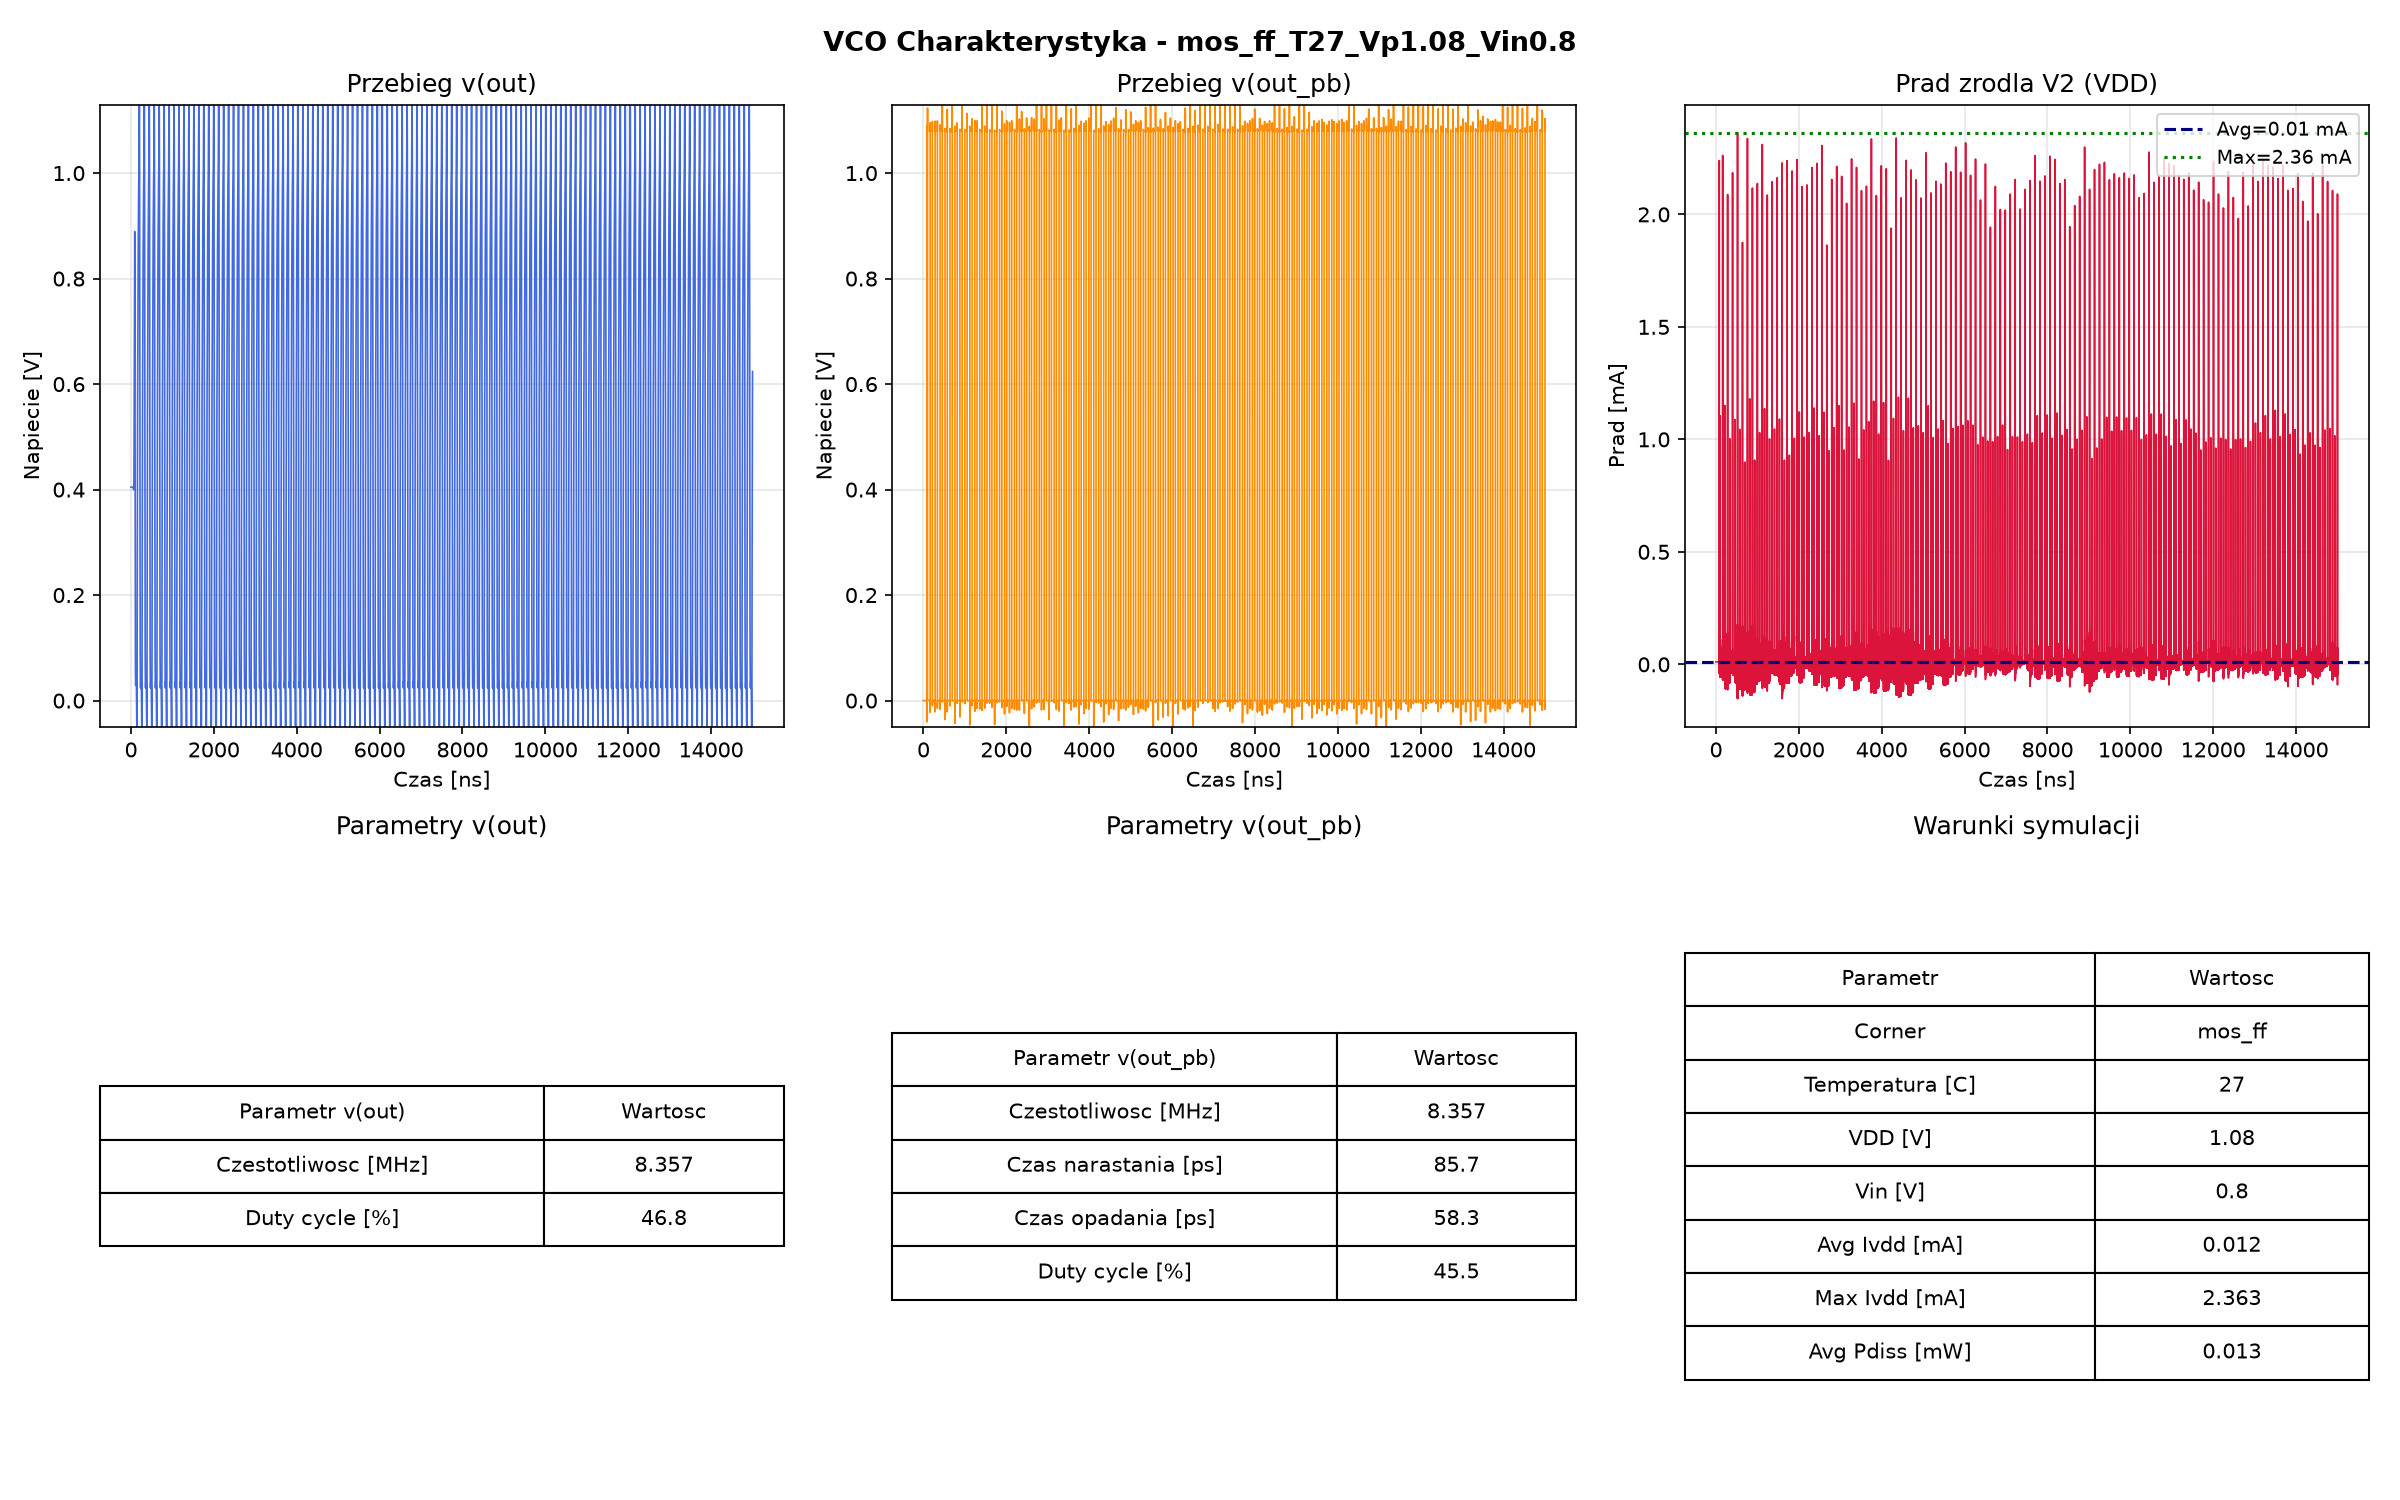 VCO Charakterystyka - mos_ff_T27_Vp1.08_Vin0.8
Przebieg v(out)
Napiecie [V]
1.0
0.8
0.6
0.4
0.2
0.0
0 2000 4000 6000 8000 10000 12000 14000
Czas [ns]
Przebieg v(out_pb)
Napiecie [V]
1.0
0.8
0.6
0.4
0.2
0.0
0 2000 4000 6000 8000 10000 12000 14000
Czas [ns]
Prad zrodla V2 (VDD)
Avg=0.01 mA
Max=2.36 mA
Prad [mA]
2.0
1.5
1.0
0.5
0.0
0 2000 4000 6000 8000 10000 12000 14000
Czas [ns]
Parametry v(out)
Parametr v(out) Wartosc
Czestotliwosc [MHz] 8.357
Duty cycle [%] 46.8
Parametry v(out_pb)
Parametr v(out_pb) Wartosc
Czestotliwosc [MHz] 8.357
Czas narastania [ps] 85.7
Czas opadania [ps] 58.3
Duty cycle [%] 45.5
Warunki symulacji
Parametr Wartosc
Corner mos_ff
Temperatura [C] 27
VDD [V] 1.08
Vin [V] 0.8
Avg Ivdd [mA] 0.012
Max Ivdd [mA] 2.363
Avg Pdiss [mW] 0.013